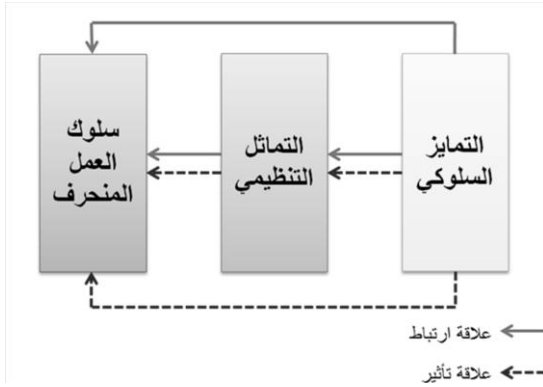 التمايز
السلوكي
التماثل
التنظيمي
سلوك
العمل
المنحرف
علاقة ارتباط
علاقة تأثير